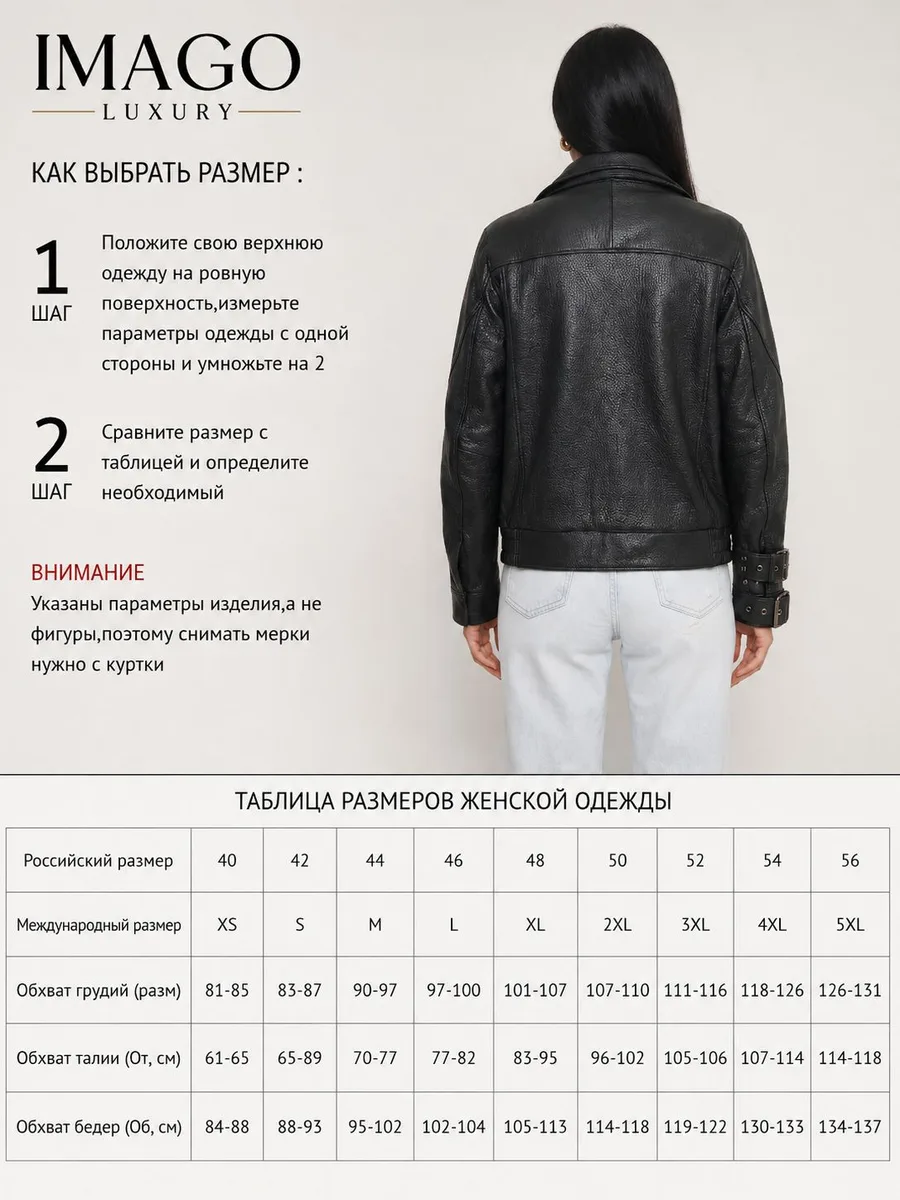 IMAGO
LUXURY
КАК ВЫБРАТЬ РАЗМЕР :
1
ШАГ
Положите свою верхнюю
одежду на ровную
поверхность,измерьте
параметры одежды с одной
стороны и умножьте на 2
2
ШАГ
Сравните размер с
таблицей и определите
необходимый
ВНИМАНИЕ
Указаны параметры изделия,а не
фигуры,поэтому снимать мерки
нужно с куртки
ТАБЛИЦА РАЗМЕРОВ ЖЕНСКОЙ ОДЕЖДЫ
Российский размер 40 42 44 46 48 50 52 54 56
Международный размер XS S M L XL 2XL 3XL 4XL 5XL
Обхват грудий (разм) 81-85 83-87 90-97 97-100 101-107 107-110 111-116 118-126 126-131
Обхват талии (От, см) 61-65 65-89 70-77 77-82 83-95 96-102 105-106 107-114 114-118
Обхват бедер (Об, см) 84-88 88-93 95-102 102-104 105-113 114-118 119-122 130-133 134-137